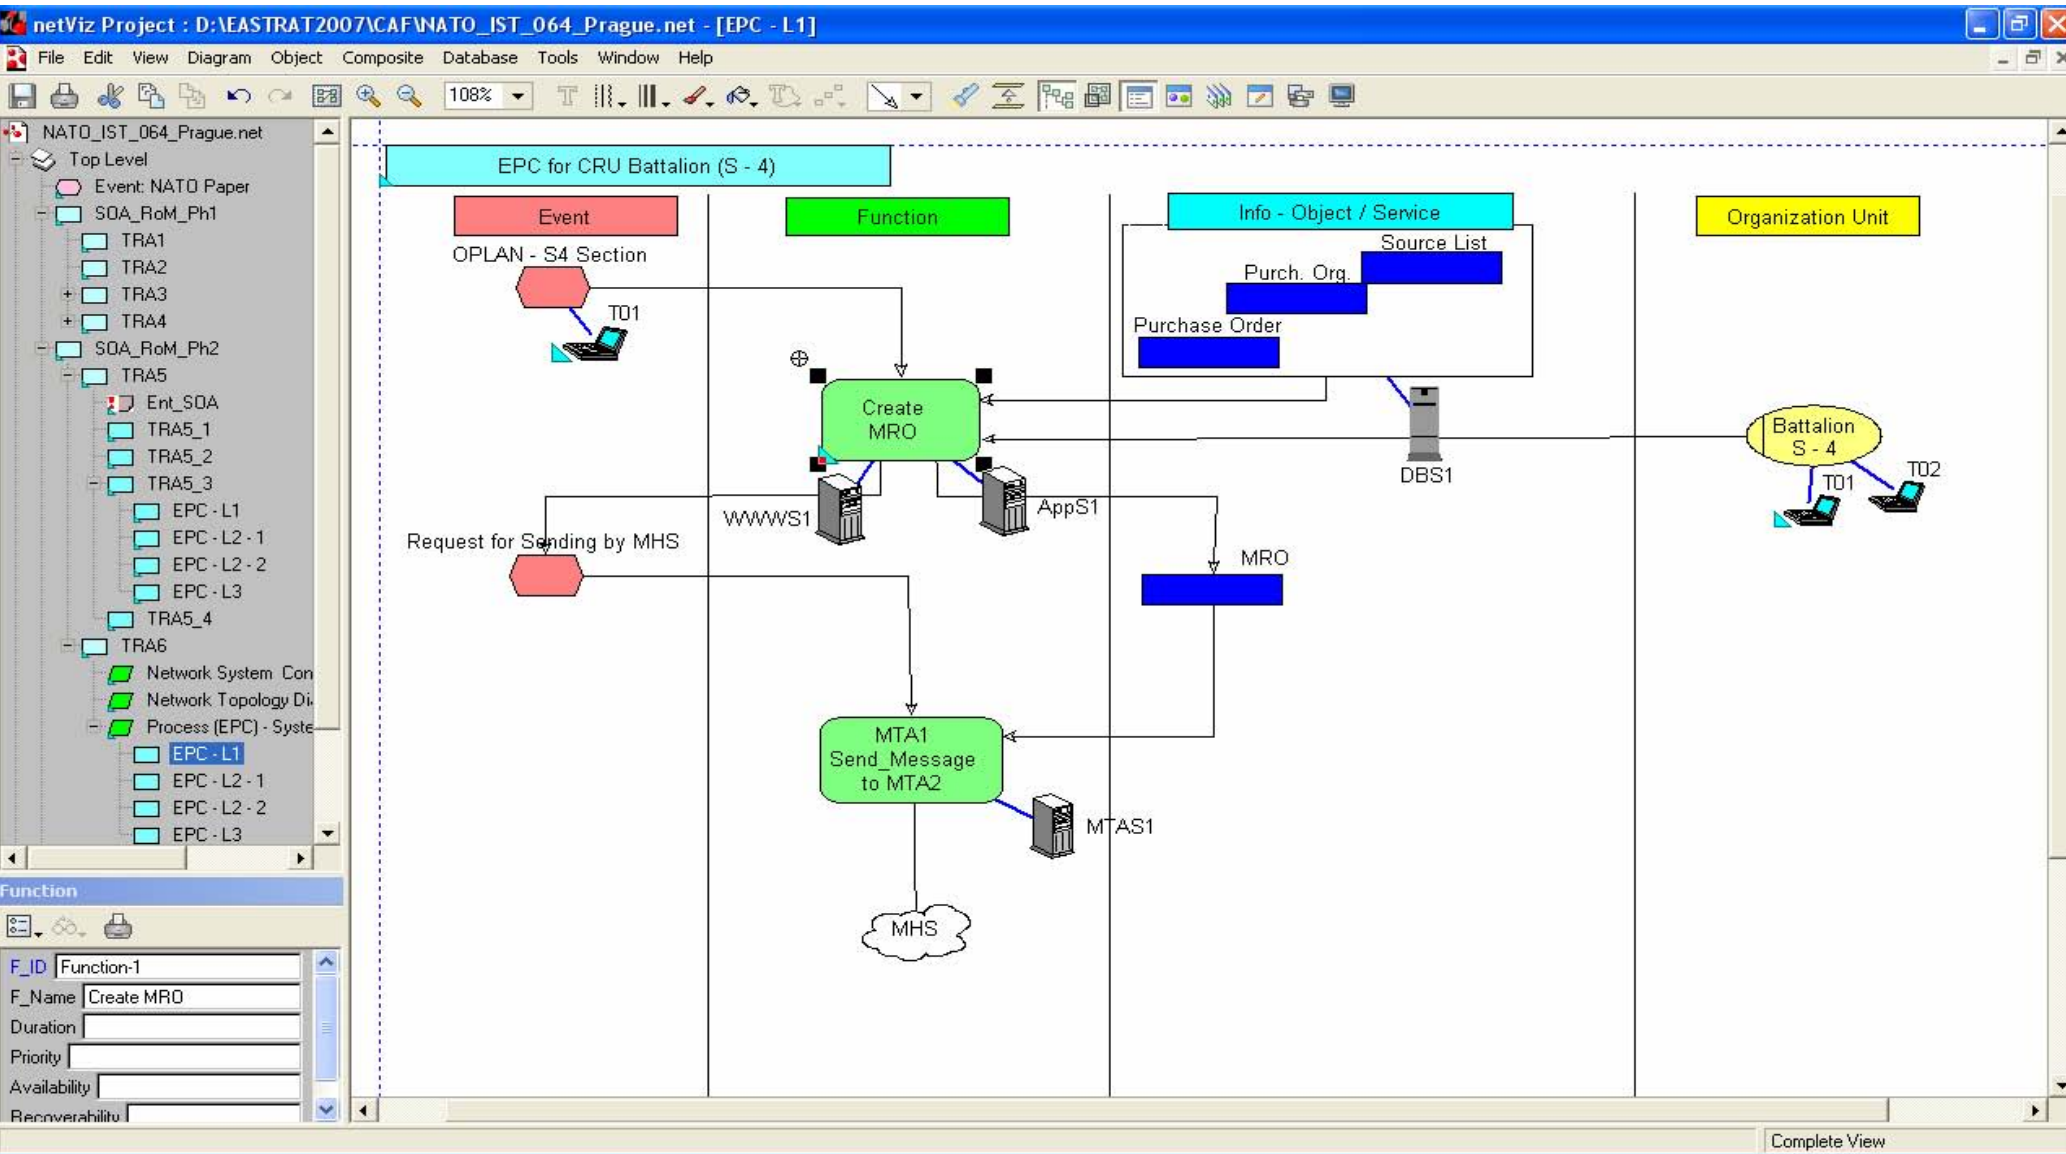 netViz Project : D:\EASTRAT2007\CAF\NATO_IST_064_Prague.net - [EPC - L1]
File Edit View Diagram Object Composite Database Tools Window Help
108%
NATO_IST_064_Prague.net
Top Level
Event: NATO Paper
SOA_RoM_Ph1
TRA1
TRA2
TRA3
TRA4
SOA_RoM_Ph2
TRA5
Ent_SOA
TRA5_1
TRA5_2
TRA5_3
EPC - L1
EPC - L2 - 1
EPC - L2 - 2
EPC - L3
TRA5_4
TRA6
Network System Con
Network Topology Di
Process (EPC) - Syste
EPC - L1
EPC - L2 - 1
EPC - L2 - 2
EPC - L3
Function
F_ID Function-1
F_Name Create MRO
Duration
Priority
Availability
Recoverability
EPC for CRU Battalion (S - 4)
Event
Function
Info - Object / Service
Organization Unit
OPLAN - S4 Section
T01
Source List
Purch. Org.
Purchase Order
Create
MRO
DBS1
Battalion
S - 4
T01
T02
WWWS1
AppS1
Request for Sending by MHS
MRO
MTA1
Send_Message
to MTA2
MTAS1
MHS
Complete View